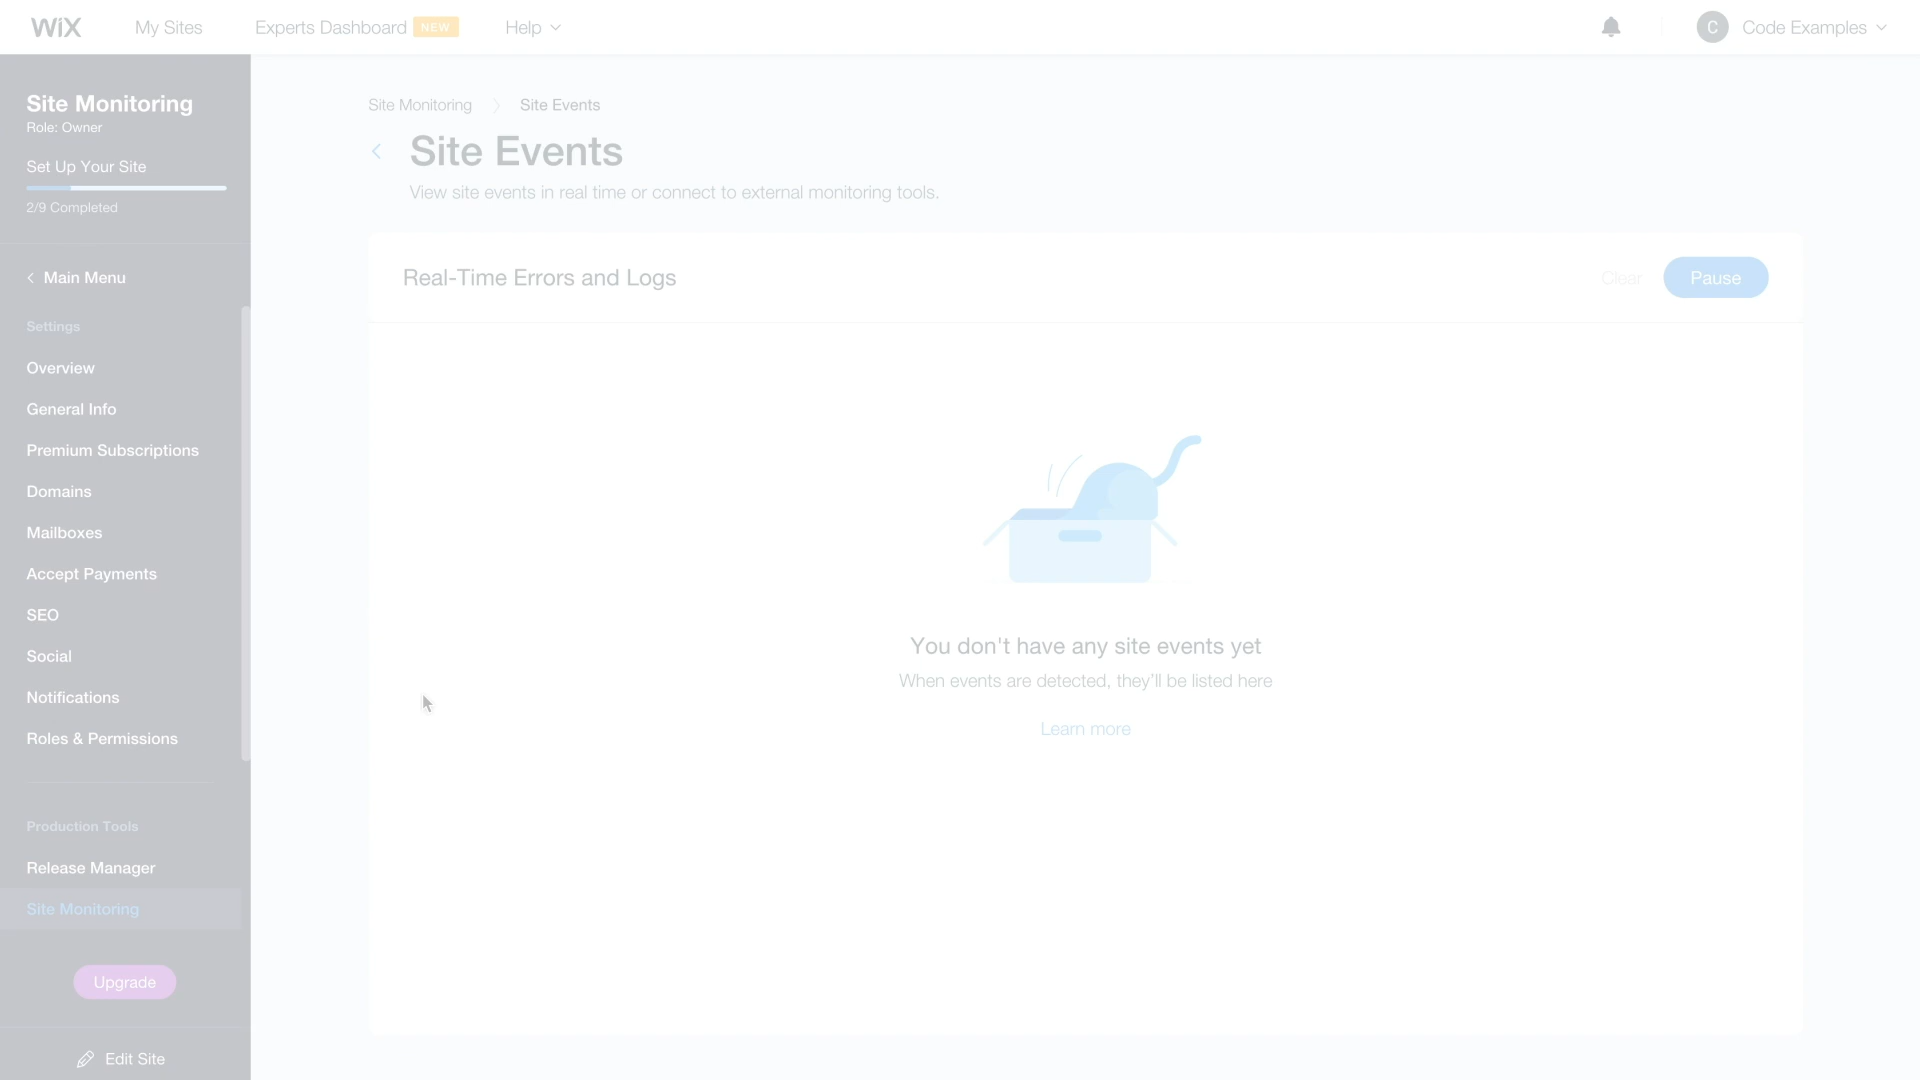 WiX
My Sites
Experts Dashboard NEW
Help
C
Code Examples
Site Monitoring
Role: Owner
Set Up Your Site
2/9 Completed
Main Menu
Settings
Overview
General Info
Premium Subscriptions
Domains
Mailboxes
Accept Payments
SEO
Social
Notifications
Roles & Permissions
Production Tools
Release Manager
Site Monitoring
Upgrade
Edit Site
Site Monitoring
Site Events
Site Events
View site events in real time or connect to external monitoring tools.
Real-Time Errors and Logs
Clear
Pause
You don't have any site events yet
When events are detected, they'll be listed here
Learn more